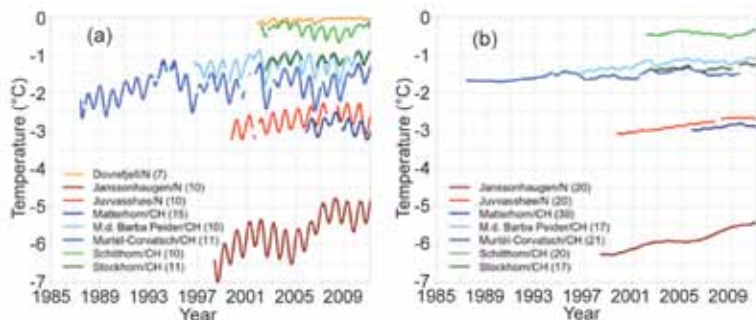 (a)
Temperature (°C)
0
-1
-2
-3
-4
-5
-6
-7
Dovrefjell/N (7)
Janssonhaugen/N (10)
Juvvasshøe/N (10)
Matterhorn/CH (15)
M.d. Barba Peider/CH (10)
Murtèl-Corvatsch/CH (11)
Schilthorn/CH (10)
Stockhorn/CH (11)
1985 1989 1993 1997 2001 2005 2009
Year
(b)
Temperature (°C)
0
-1
-2
-3
-4
-5
-6
-7
Janssonhaugen/N (20)
Juvvasshøe/N (20)
Matterhorn/CH (30)
M.d. Barba Peider/CH (17)
Murtèl-Corvatsch/CH (21)
Schilthorn/CH (20)
Stockhorn/CH (17)
1985 1989 1993 1997 2001 2005 2009
Year